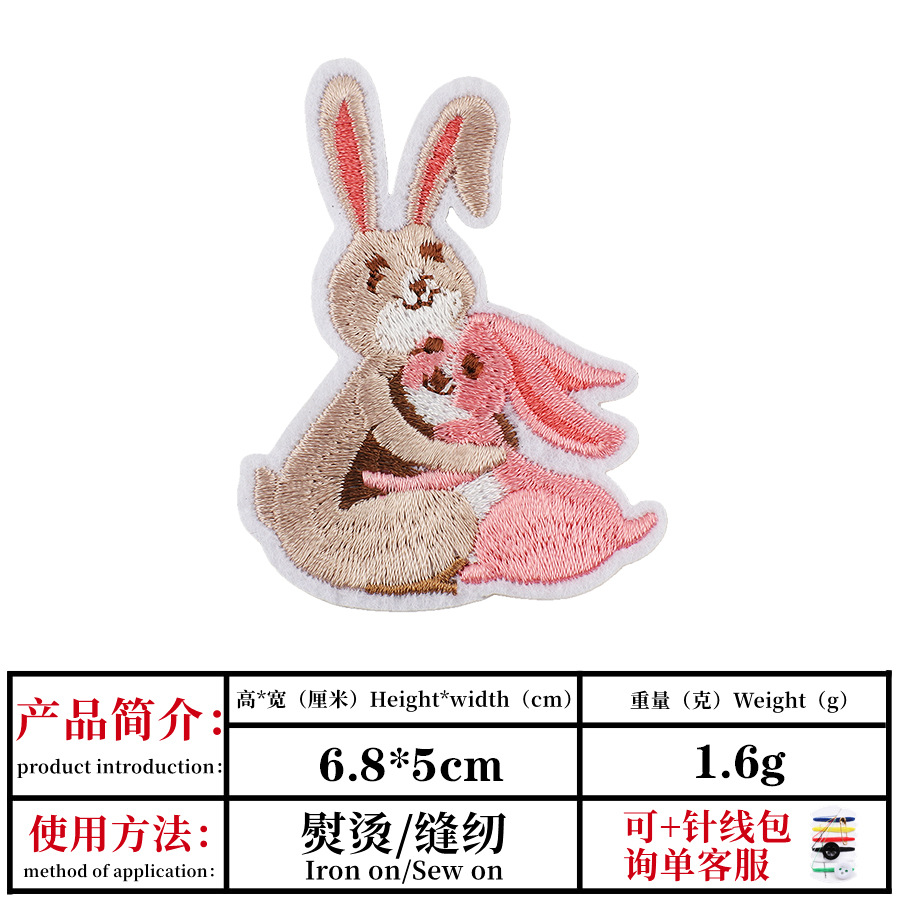 产品简介：
product introduction：
高*宽（厘米）Height*width（cm）
重量（克）Weight（g）
6.8*5cm
1.6g
使用方法：
method of application：
熨烫/缝纫
Iron on/Sew on
可+针线包
询单客服